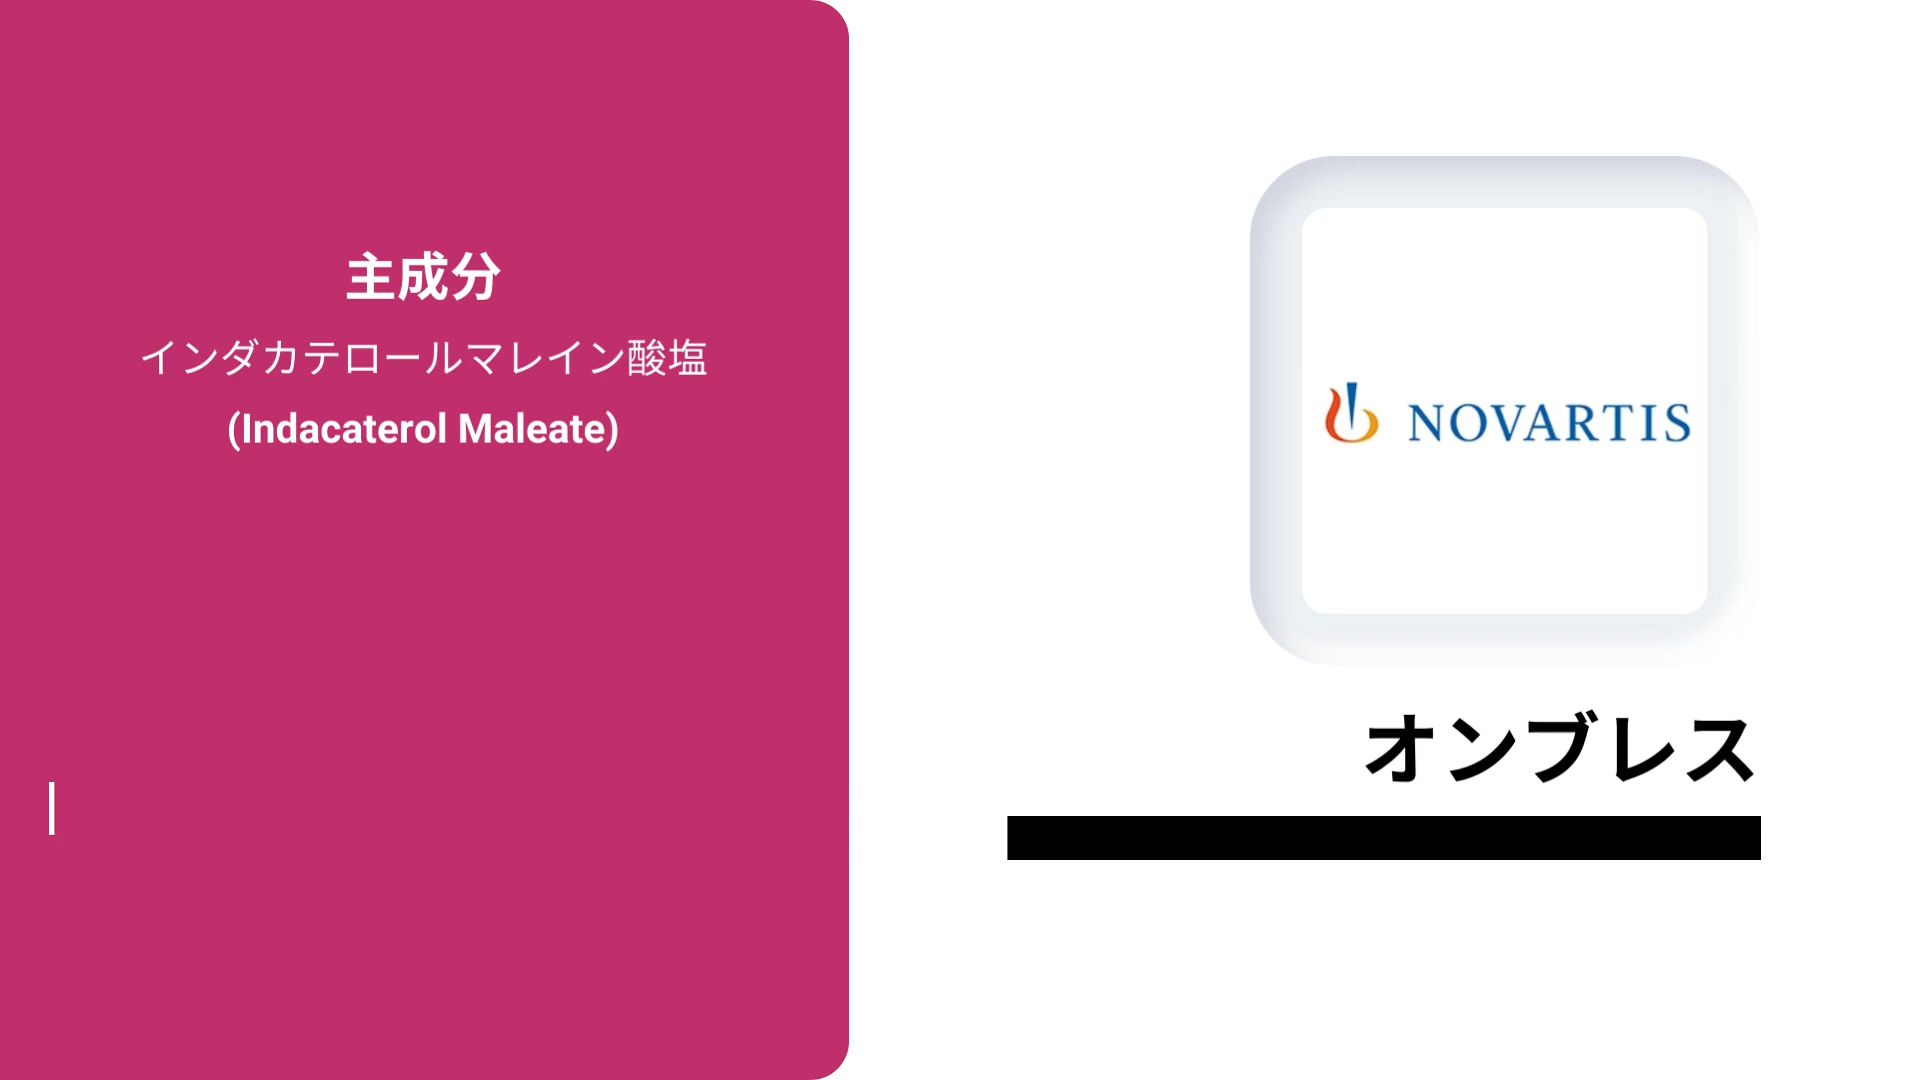 主成分
インダカテロールマレイン酸塩
(Indacaterol Maleate)
NOVARTIS
オンブレス